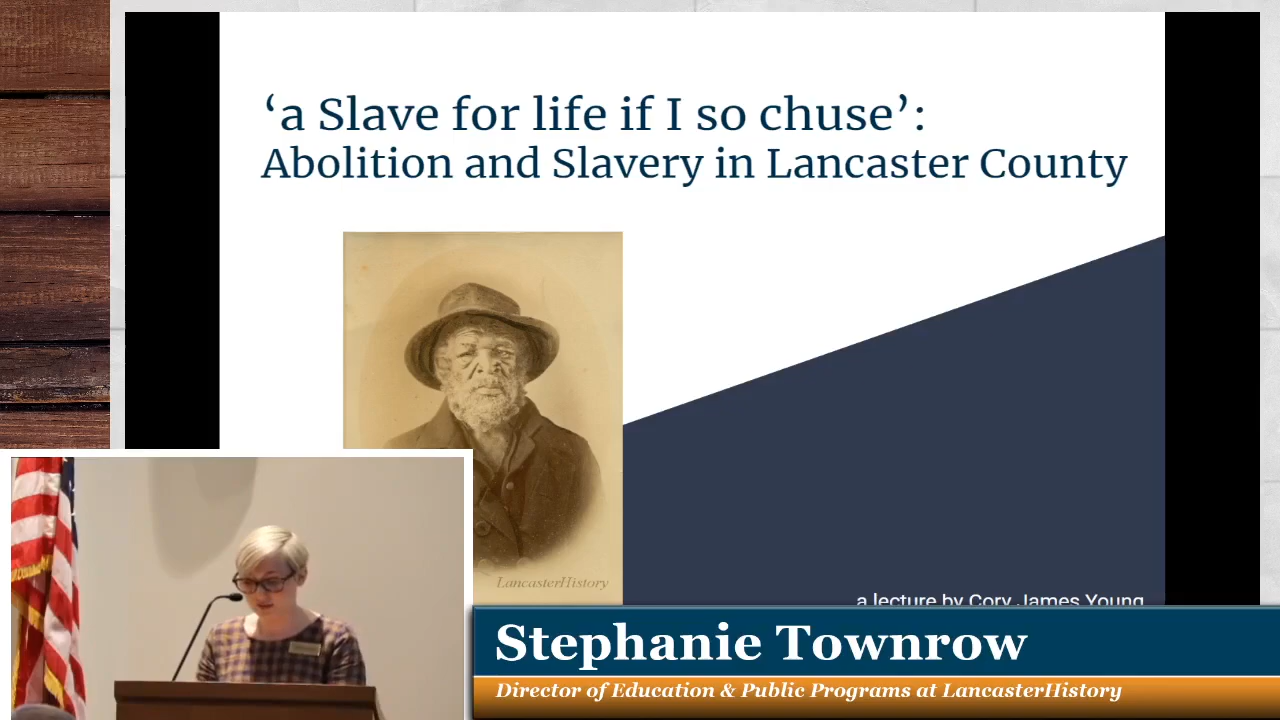 ‘a Slave for life if I so chuse’:
Abolition and Slavery in Lancaster County
LancasterHistory
a lecture by Cory James Young
Stephanie Townrow
Director of Education & Public Programs at LancasterHistory